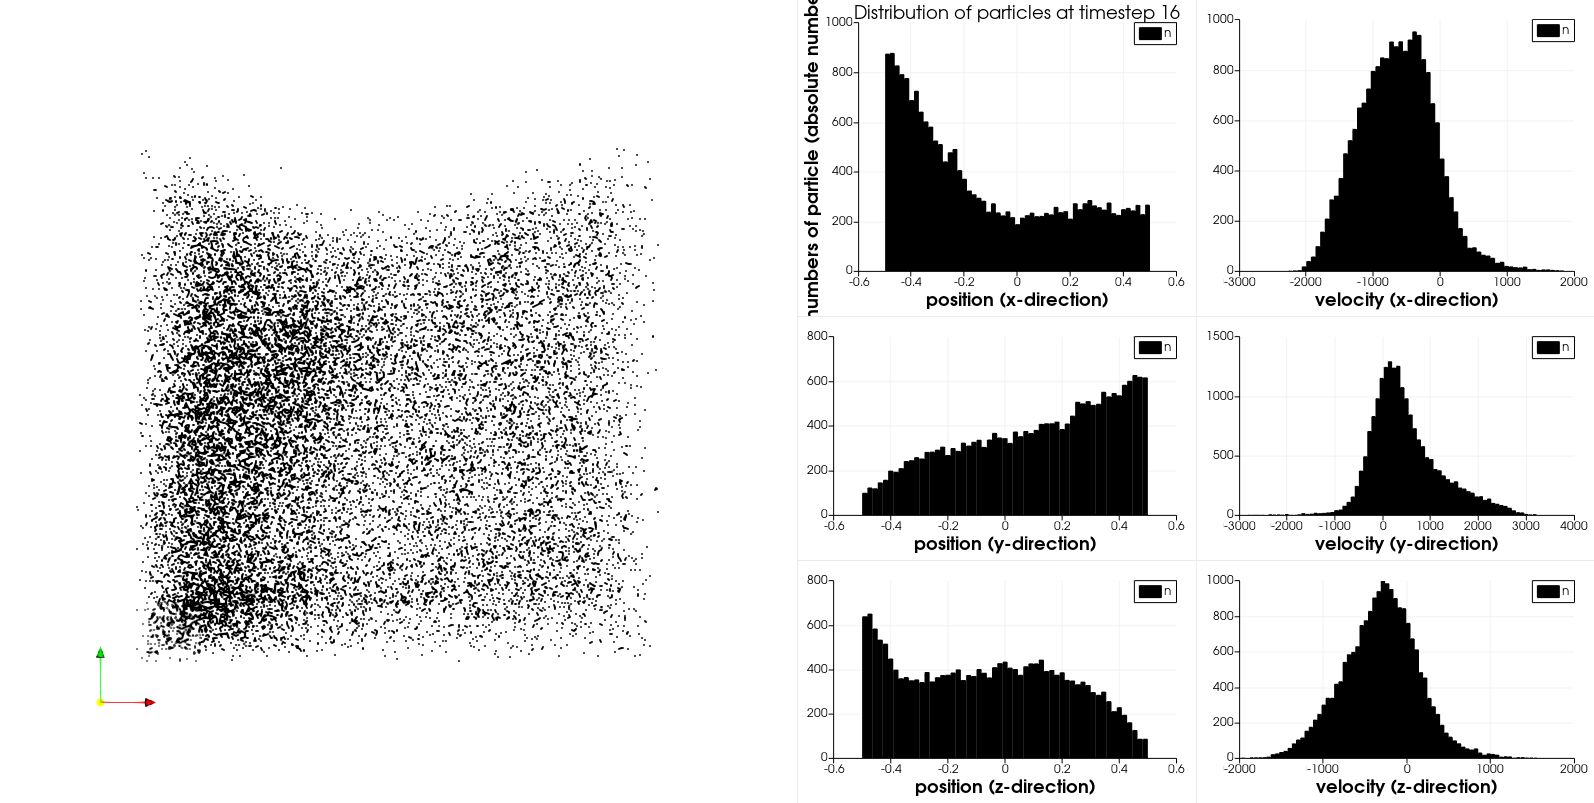 Distribution of particles at timestep 16
numbers of particle (absolute numbe
1000
800
600
400
200
0
-0.6 -0.4 -0.2 0 0.2 0.4 0.6
position (x-direction)
n
1000
800
600
400
200
0
-3000 -2000 -1000 0 1000 2000
velocity (x-direction)
n
800
600
400
200
0
-0.6 -0.4 -0.2 0 0.2 0.4 0.6
position (y-direction)
n
1500
1000
500
0
-3000 -2000 -1000 0 1000 2000 3000 4000
velocity (y-direction)
n
800
600
400
200
0
-0.6 -0.4 -0.2 0 0.2 0.4 0.6
position (z-direction)
n
1000
800
600
400
200
0
-2000 -1000 0 1000 2000
velocity (z-direction)
n